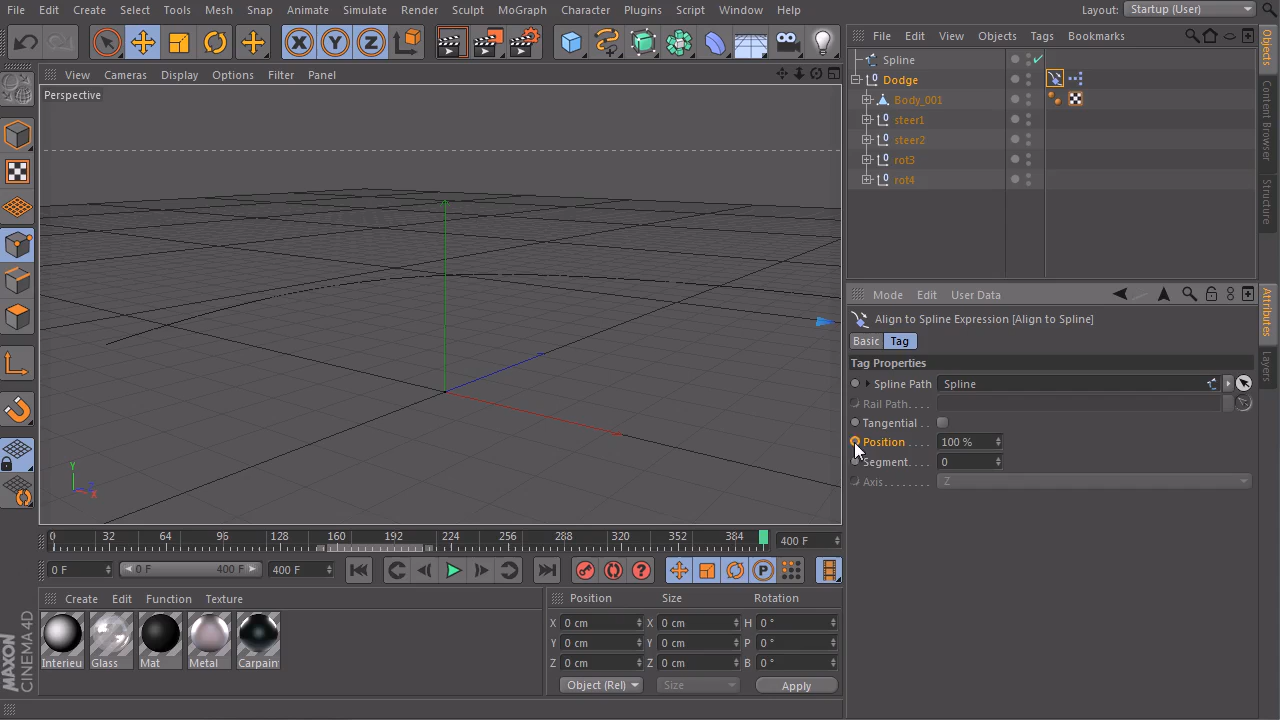 File Edit Create Select Tools Mesh Snap Animate Simulate Render Sculpt MoGraph Character Plugins Script Window Help Layout: Startup (User)
X Y Z
File Edit View Objects Tags Bookmarks
View Cameras Display Options Filter Panel
Perspective
Spline
Dodge
Body_001
steer1
steer2
rot3
rot4
Objects
Content Browser
Structure
Mode Edit User Data
Align to Spline Expression [Align to Spline]
Basic Tag
Tag Properties
Spline Path Spline
Rail Path. . . .
Tangential
Position . . . . 100 %
Segment. . . . 0
Axis. . . . . . . . Z
Attributes
Layers
Y
Z
X
0 32 64 96 128 160 192 224 256 288 320 352 384 400 F
0 F 0 F 400 F 400 F P
Create Edit Function Texture
Interieu Glass Mat Metal Carpain
Position Size Rotation
X 0 cm X 0 cm H 0 °
Y 0 cm Y 0 cm P 0 °
Z 0 cm Z 0 cm B 0 °
Object (Rel) Size Apply
MAXON
CINEMA 4D